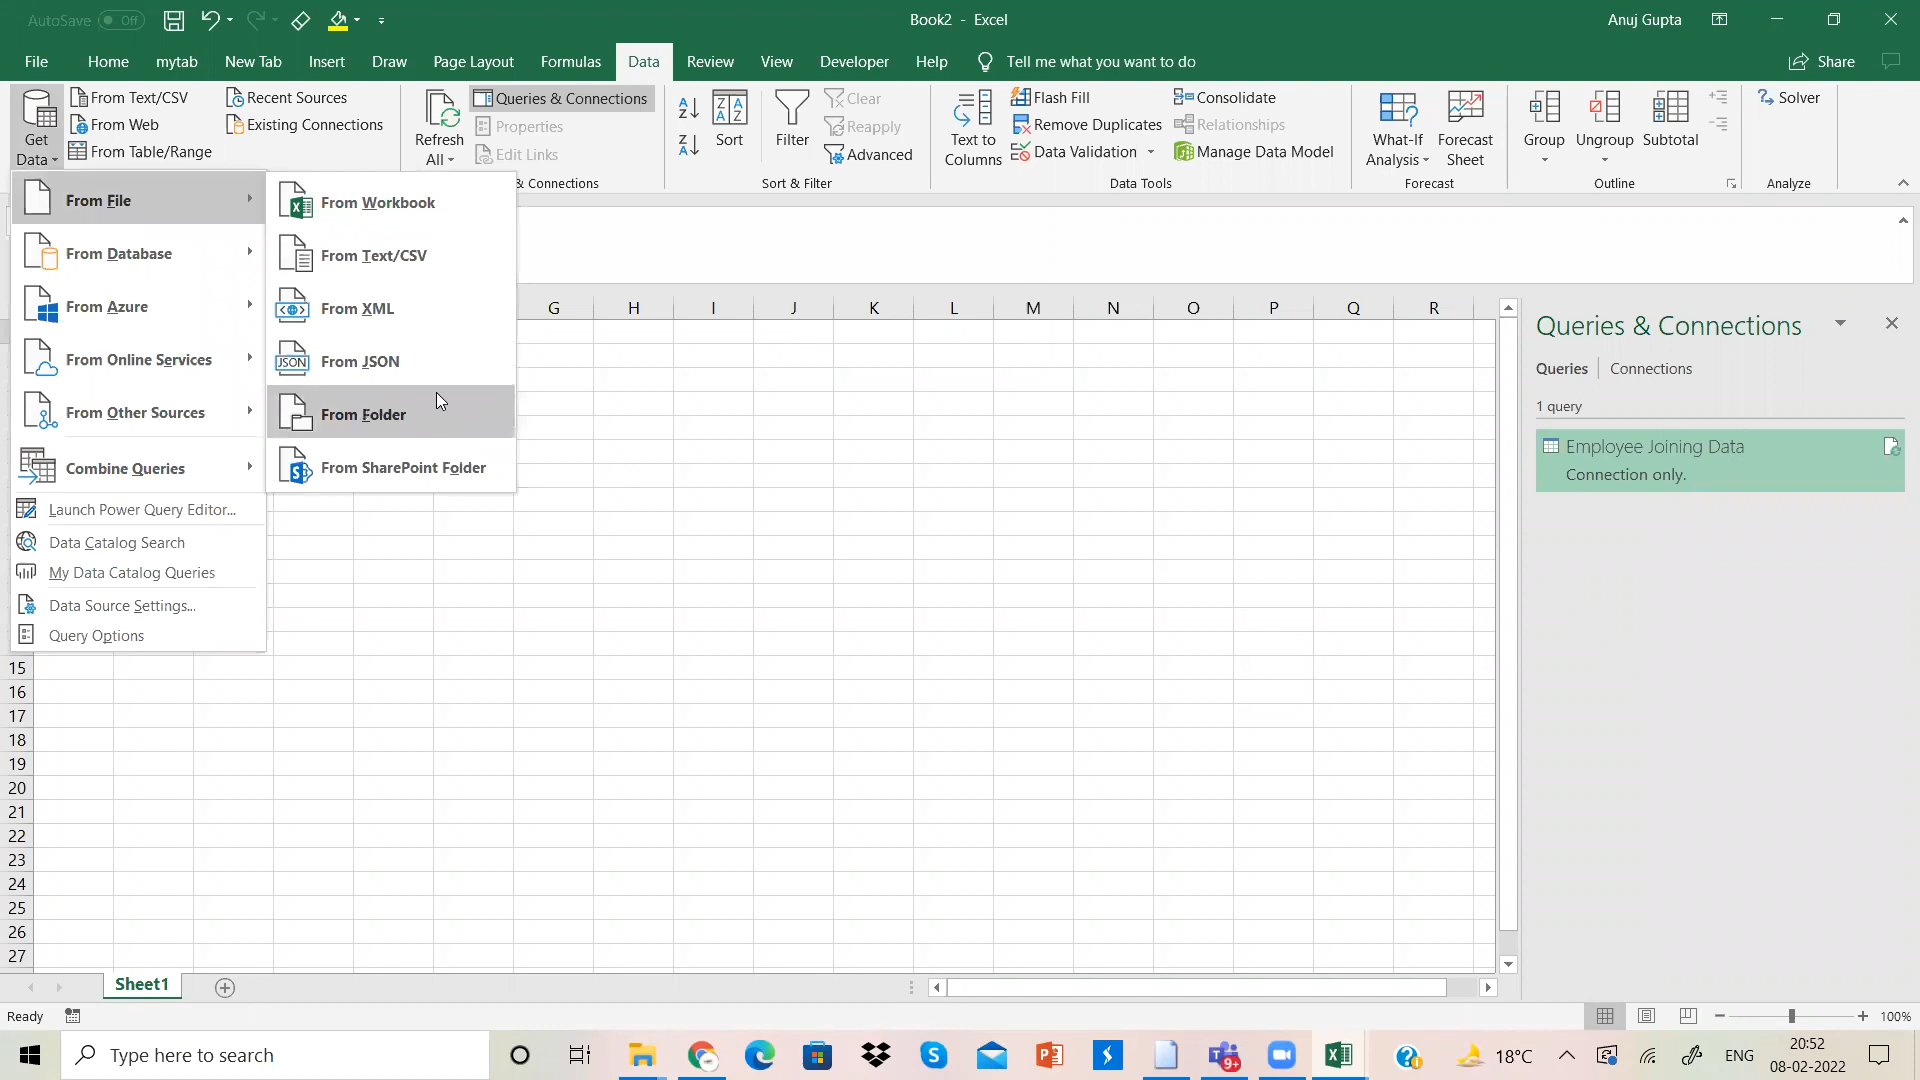 AutoSave Off
Book2 - Excel
Anuj Gupta
File Home mytab New Tab Insert Draw Page Layout Formulas Data Review View Developer Help Tell me what you want to do Share
Get Data
From Text/CSV
From Web
From Table/Range
Recent Sources
Existing Connections
Refresh All
Queries & Connections
Properties
Edit Links
& Connections
Sort
Filter
Clear
Reapply
Advanced
Sort & Filter
Text to Columns
Flash Fill
Remove Duplicates
Data Validation
Consolidate
Relationships
Manage Data Model
Data Tools
What-If Analysis
Forecast Sheet
Forecast
Group
Ungroup
Subtotal
Outline
Solver
Analyze
From File
From Database
From Azure
From Online Services
From Other Sources
Combine Queries
Launch Power Query Editor...
Data Catalog Search
My Data Catalog Queries
Data Source Settings...
Query Options
From Workbook
From Text/CSV
From XML
JSON From JSON
From Folder
From SharePoint Folder
G H I J K L M N O P Q R
15
16
17
18
19
20
21
22
23
24
25
26
27
Queries & Connections
Queries Connections
1 query
Employee Joining Data
Connection only.
Sheet1
Ready
100%
Type here to search
9+
18°C
ENG
20:52
08-02-2022